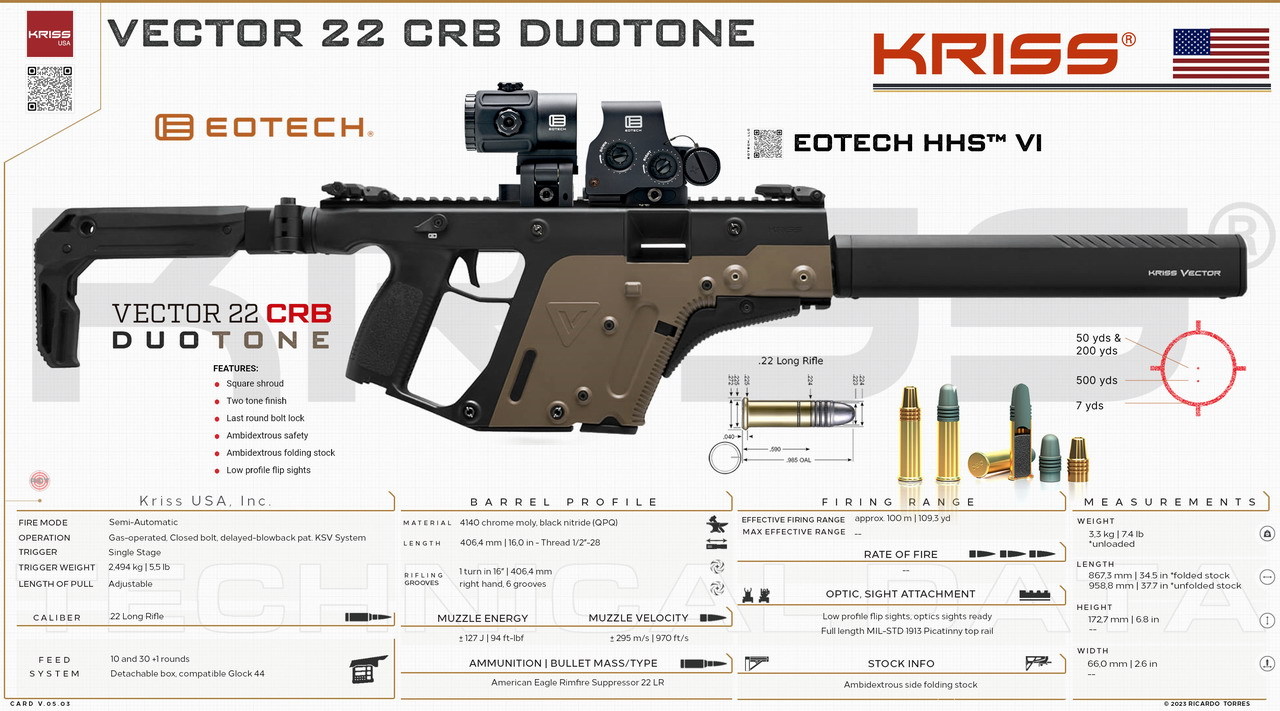 KRISS
USA
VECTOR 22 CRB DUOTONE
KRISS®
EOTECH®
EOTECH
EOTECH
EOTECH HHS™ VI
KRISS
KRISS VECTOR
VECTOR 22 CRB
DUOTONE
FEATURES:
Square shroud
Two tone finish
Last round bolt lock
Ambidextrous safety
Ambidextrous folding stock
Low profile flip sights
.22 Long Rifle
.224
.040
.590
.985 OAL
50 yds &
200 yds
500 yds
7 yds
Kriss USA, Inc.
FIRE MODE Semi-Automatic
OPERATION Gas-operated, Closed bolt, delayed-blowback pat. KSV System
TRIGGER Single Stage
TRIGGER WEIGHT 2,494 kg | 5,5 lb
LENGTH OF PULL Adjustable
CALIBER 22 Long Rifle
FEED SYSTEM 10 and 30 +1 rounds
Detachable box, compatible Glock 44
BARREL PROFILE
MATERIAL 4140 chrome moly, black nitride (QPQ)
LENGTH 406,4 mm | 16,0 in - Thread 1/2"-28
RIFLING 1 turn in 16" | 406,4 mm
GROOVES right hand, 6 grooves
MUZZLE ENERGY MUZZLE VELOCITY
± 127 J | 94 ft-lbf ± 295 m/s | 970 ft/s
AMMUNITION | BULLET MASS/TYPE
American Eagle Rimfire Suppressor 22 LR
FIRING RANGE
EFFECTIVE FIRING RANGE approx. 100 m | 109,3 yd
MAX EFFECTIVE RANGE --
RATE OF FIRE
--
OPTIC, SIGHT ATTACHMENT
Low profile flip sights, optics sights ready
Full length MIL-STD 1913 Picatinny top rail
STOCK INFO
Ambidextrous side folding stock
MEASUREMENTS
WEIGHT
3,3 kg | 7.4 lb
*unloaded
LENGTH
867,3 mm | 34.5 in *folded stock
958,8 mm | 37.7 in *unfolded stock
HEIGHT
172,7 mm | 6.8 in
--
WIDTH
66,0 mm | 2.6 in
--
TECHNICAL DATA
CARD V.05.03
© 2023 RICARDO TORRES